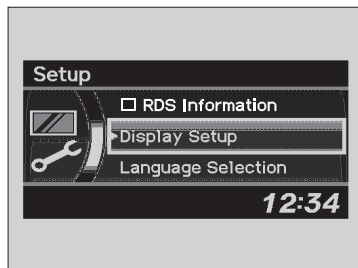 Setup
RDS Information
Display Setup
Language Selection
12:34